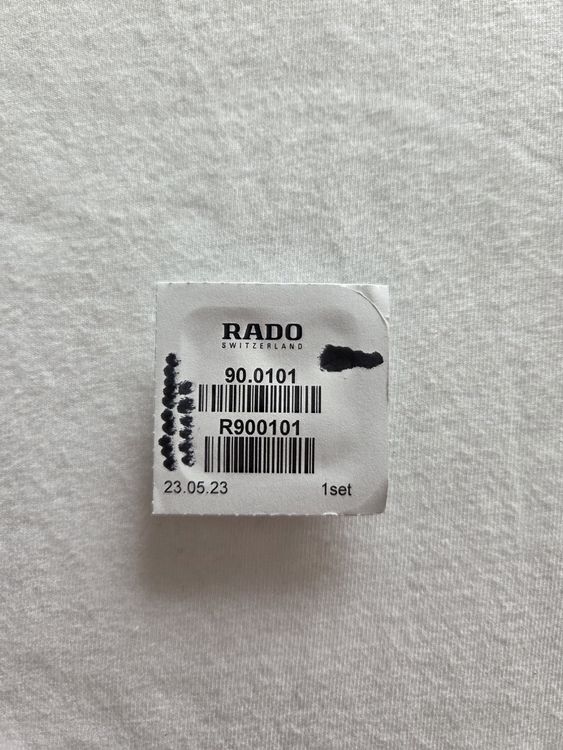 RADO
SWITZERLAND
90.0101
R900101
23.05.23 1set